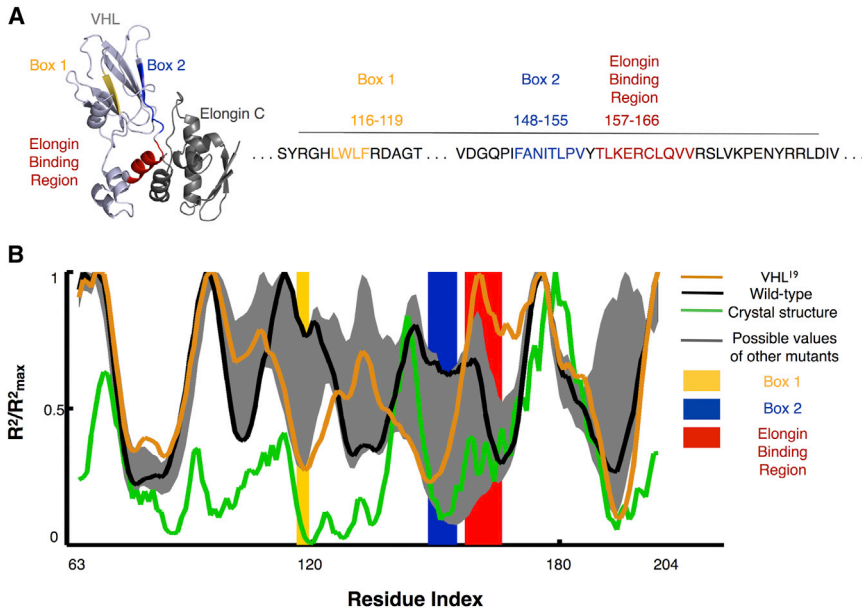 A
VHL
Box 1
Box 2
Elongin C
Elongin
Binding
Region
Box 1
116-119
Box 2
148-155
Elongin
Binding
Region
157-166
...SYRGHLWLFRDAGT...VDGQPIFANITLPVYTLKERCLQVVRSLVKPENYRRLDIV...
B
R²/R²max
1
0.5
0
63
120
180
204
Residue Index
VHL19
Wild-type
Crystal structure
Possible values
of other mutants
Box 1
Box 2
Elongin
Binding
Region